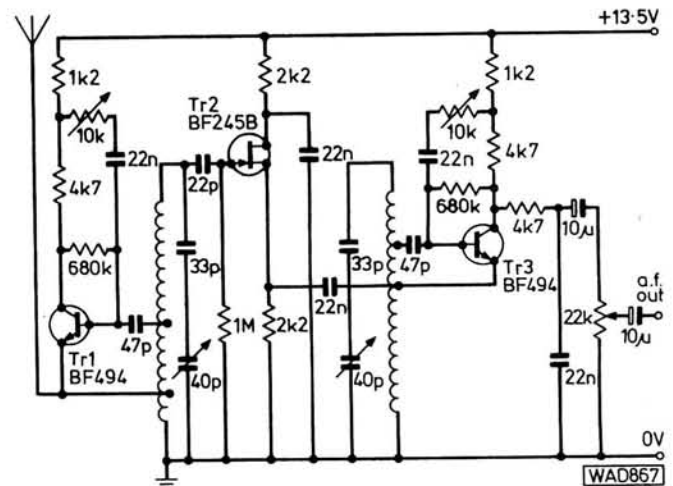 +13·5V
1k2
2k2
1k2
Tr2
BF245B
10k
10k
22n
22p
22n
22n
4k7
4k7
680k
680k
4k7
10μ
33p
33p
47p
Tr3
BF494
a.f.
out
47p
1M
2k2
22n
22k
10μ
Tr1
BF494
40p
40p
22n
0V
WAD867